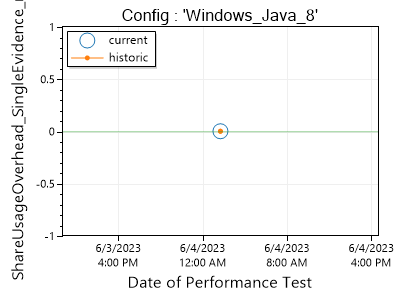 Config : 'Windows_Java_8'
ShareUsageOverhead_SingleEvidence_
current
historic
1
0.5
0
-0.5
-1
6/3/2023 6/4/2023 6/4/2023 6/4/2023
4:00 PM 12:00 AM 8:00 AM 4:00 PM
Date of Performance Test